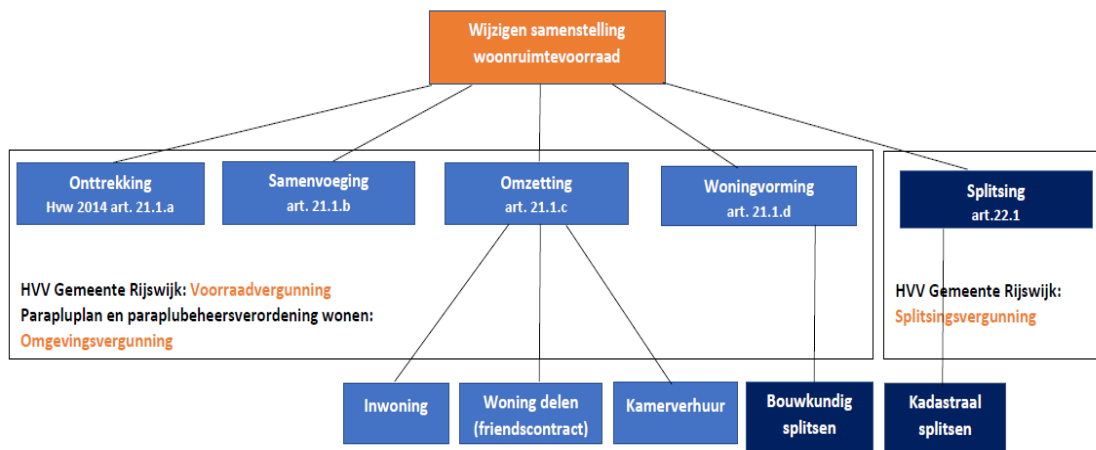 Wijzigen samenstelling
woonruimtevoorraad
Onttrekking
Hvw 2014 art. 21.1.a
Samenvoeging
art. 21.1.b
Omzetting
art. 21.1.c
Woningvorming
art. 21.1.d
Splitsing
art.22.1
HVV Gemeente Rijswijk: Voorraadvergunning
Parapluplan en paraplubeheersverordening wonen:
Omgevingsvergunning
HVV Gemeente Rijswijk:
Splitsingsvergunning
Inwoning
Woning delen
(friendscontract)
Kamerverhuur
Bouwkundig
splitsen
Kadastraal
splitsen